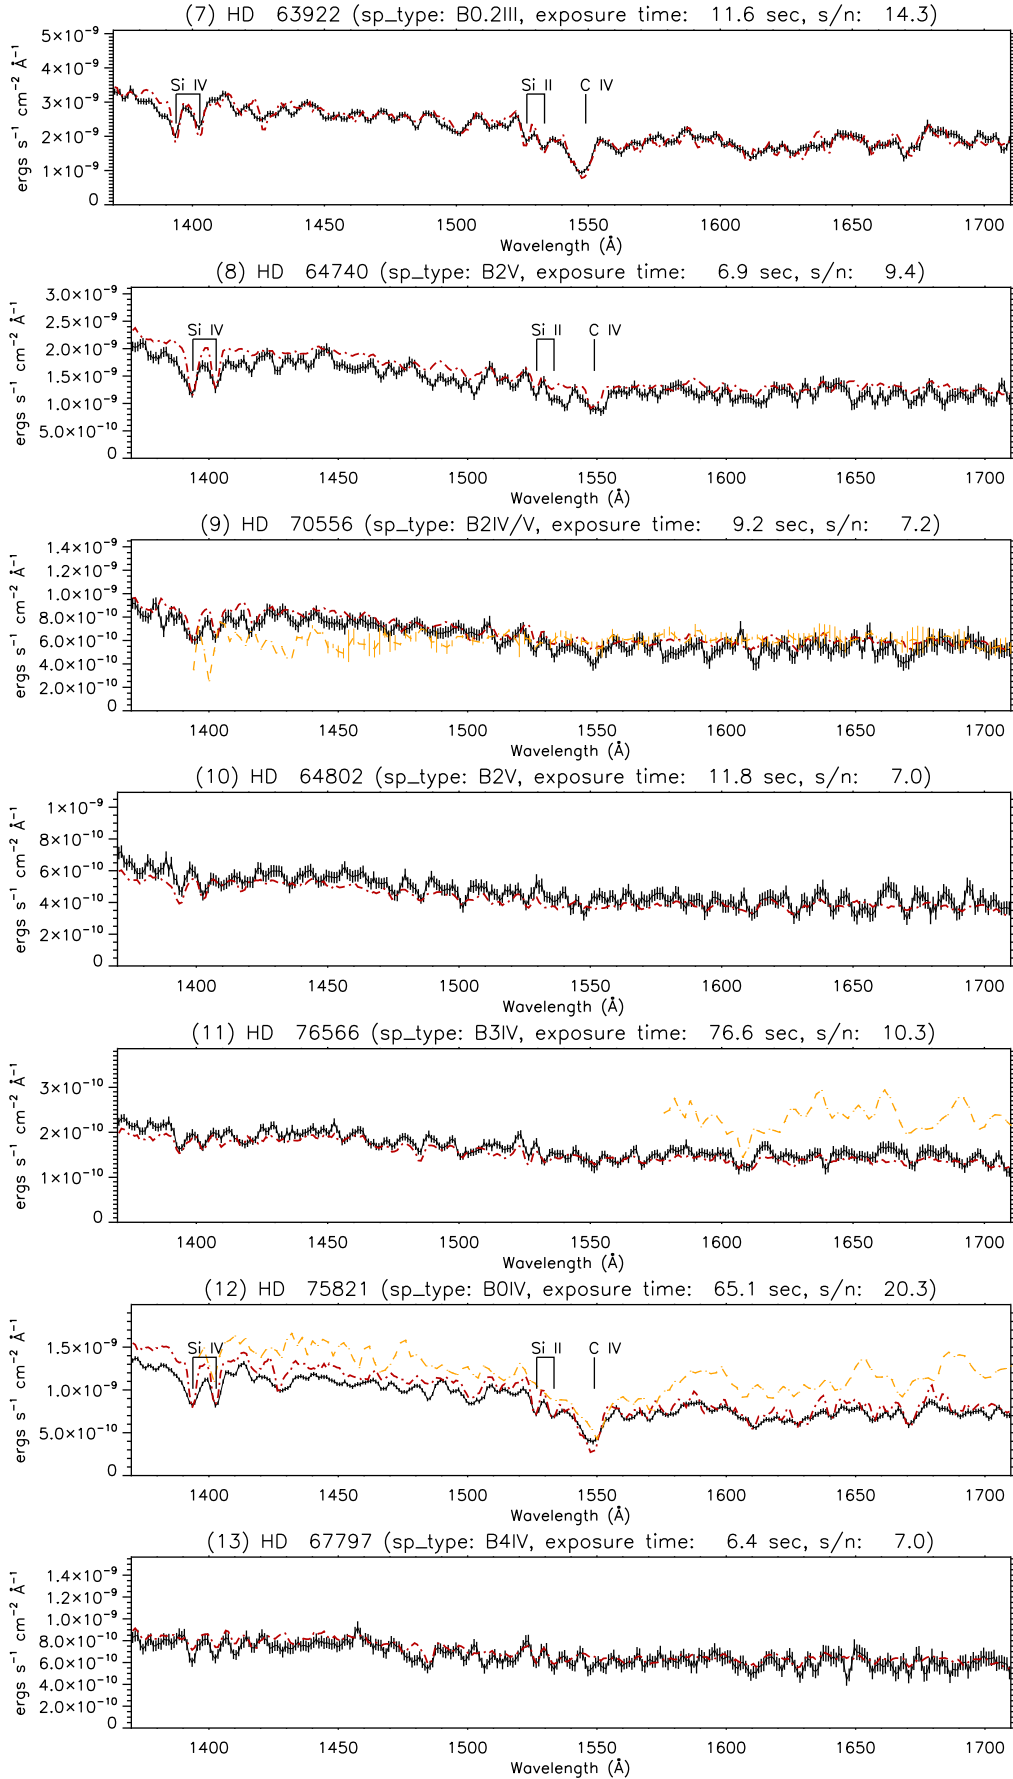 (7) HD 63922 (sp_type: B0.2III, exposure time: 11.6 sec, s/n: 14.3)
ergs s⁻¹ cm⁻² Å⁻¹
5×10⁻⁹
4×10⁻⁹
3×10⁻⁹
2×10⁻⁹
1×10⁻⁹
0
Si IV
Si II
C IV
1400 1450 1500 1550 1600 1650 1700
Wavelength (Å)
(8) HD 64740 (sp_type: B2V, exposure time: 6.9 sec, s/n: 9.4)
ergs s⁻¹ cm⁻² Å⁻¹
3.0×10⁻⁹
2.5×10⁻⁹
2.0×10⁻⁹
1.5×10⁻⁹
1.0×10⁻⁹
5.0×10⁻¹⁰
0
Si IV
Si II
C IV
1400 1450 1500 1550 1600 1650 1700
Wavelength (Å)
(9) HD 70556 (sp_type: B2IV/V, exposure time: 9.2 sec, s/n: 7.2)
ergs s⁻¹ cm⁻² Å⁻¹
1.4×10⁻⁹
1.2×10⁻⁹
1.0×10⁻⁹
8.0×10⁻¹⁰
6.0×10⁻¹⁰
4.0×10⁻¹⁰
2.0×10⁻¹⁰
0
1400 1450 1500 1550 1600 1650 1700
Wavelength (Å)
(10) HD 64802 (sp_type: B2V, exposure time: 11.8 sec, s/n: 7.0)
ergs s⁻¹ cm⁻² Å⁻¹
1×10⁻⁹
8×10⁻¹⁰
6×10⁻¹⁰
4×10⁻¹⁰
2×10⁻¹⁰
0
1400 1450 1500 1550 1600 1650 1700
Wavelength (Å)
(11) HD 76566 (sp_type: B3IV, exposure time: 76.6 sec, s/n: 10.3)
ergs s⁻¹ cm⁻² Å⁻¹
3×10⁻¹⁰
2×10⁻¹⁰
1×10⁻¹⁰
0
1400 1450 1500 1550 1600 1650 1700
Wavelength (Å)
(12) HD 75821 (sp_type: B0IV, exposure time: 65.1 sec, s/n: 20.3)
ergs s⁻¹ cm⁻² Å⁻¹
1.5×10⁻⁹
1.0×10⁻⁹
5.0×10⁻¹⁰
0
Si IV
Si II
C IV
1400 1450 1500 1550 1600 1650 1700
Wavelength (Å)
(13) HD 67797 (sp_type: B4IV, exposure time: 6.4 sec, s/n: 7.0)
ergs s⁻¹ cm⁻² Å⁻¹
1.4×10⁻⁹
1.2×10⁻⁹
1.0×10⁻⁹
8.0×10⁻¹⁰
6.0×10⁻¹⁰
4.0×10⁻¹⁰
2.0×10⁻¹⁰
0
1400 1450 1500 1550 1600 1650 1700
Wavelength (Å)